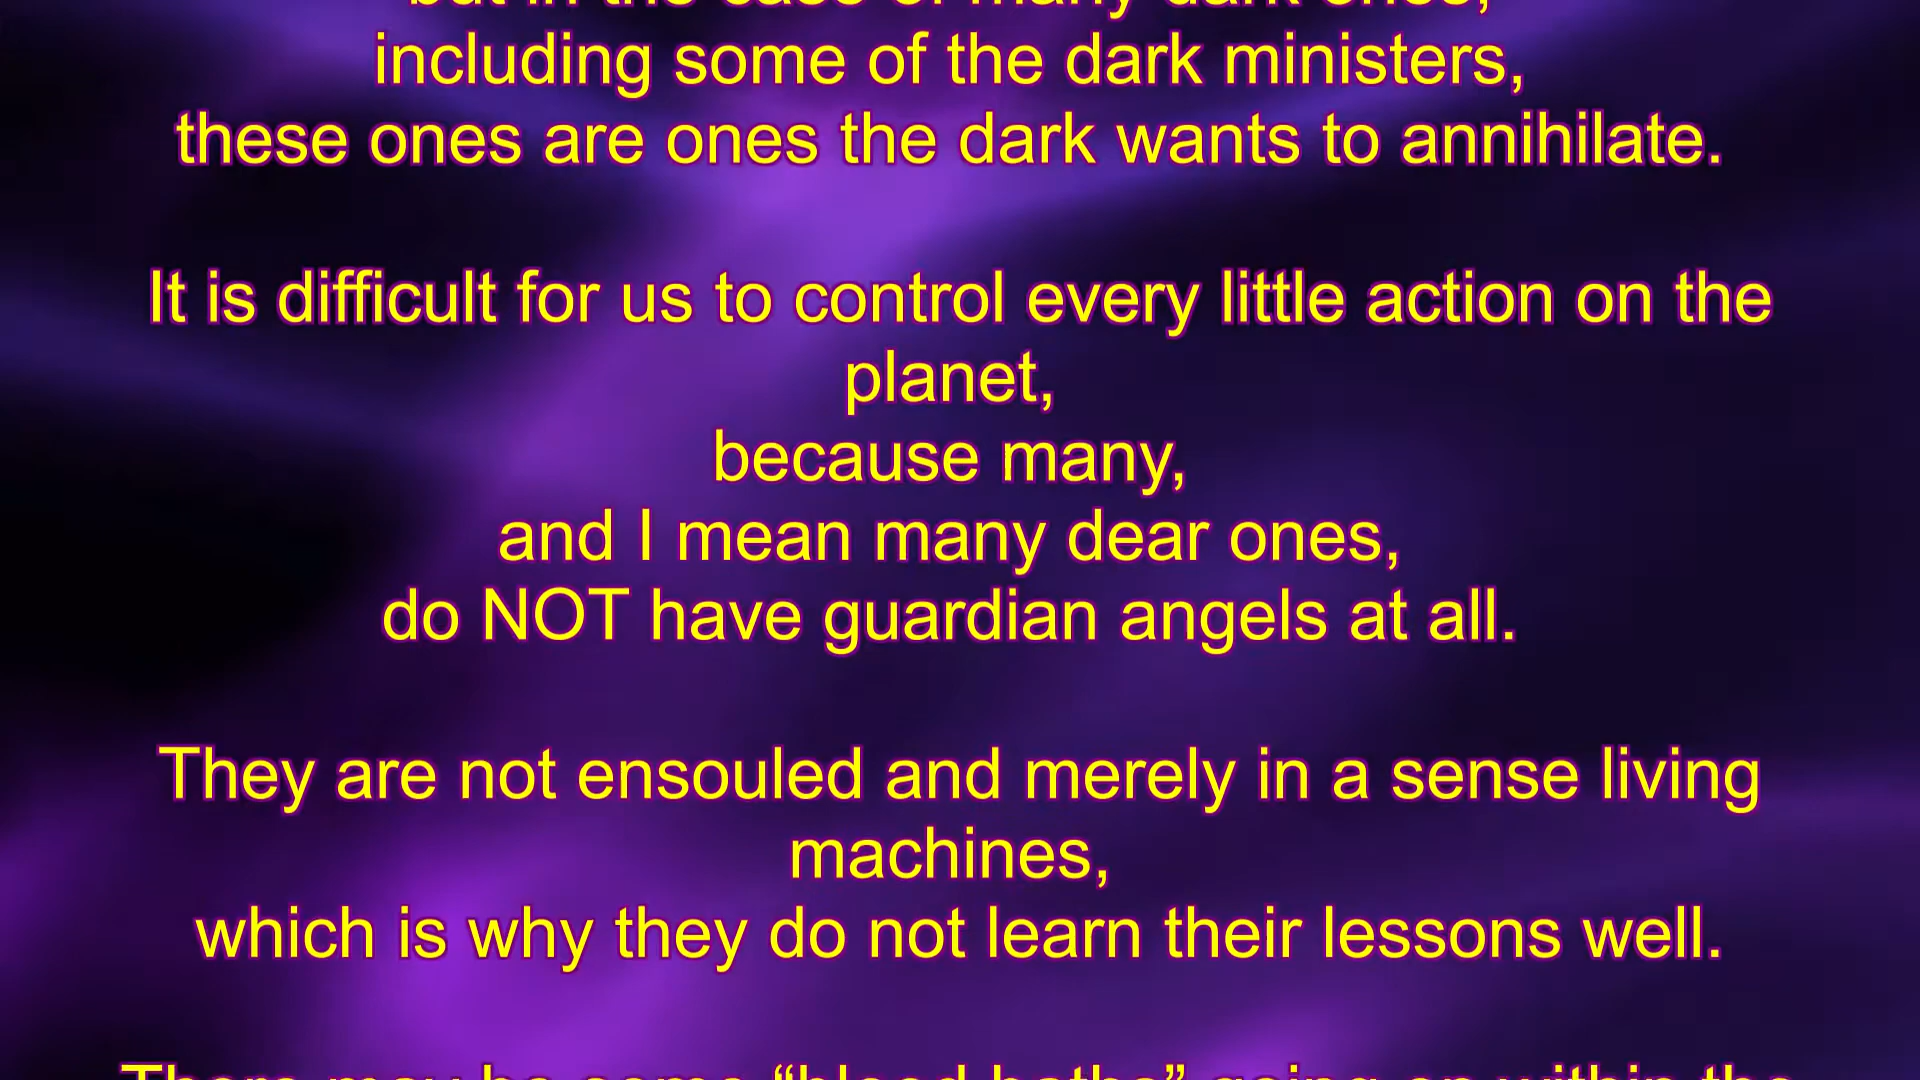 but in the case of many dark ones,
including some of the dark ministers,
these ones are ones the dark wants to annihilate.
It is difficult for us to control every little action on the
planet,
because many,
and I mean many dear ones,
do NOT have guardian angels at all.
They are not ensouled and merely in a sense living
machines,
which is why they do not learn their lessons well.
There may be some “blood baths” going on within the